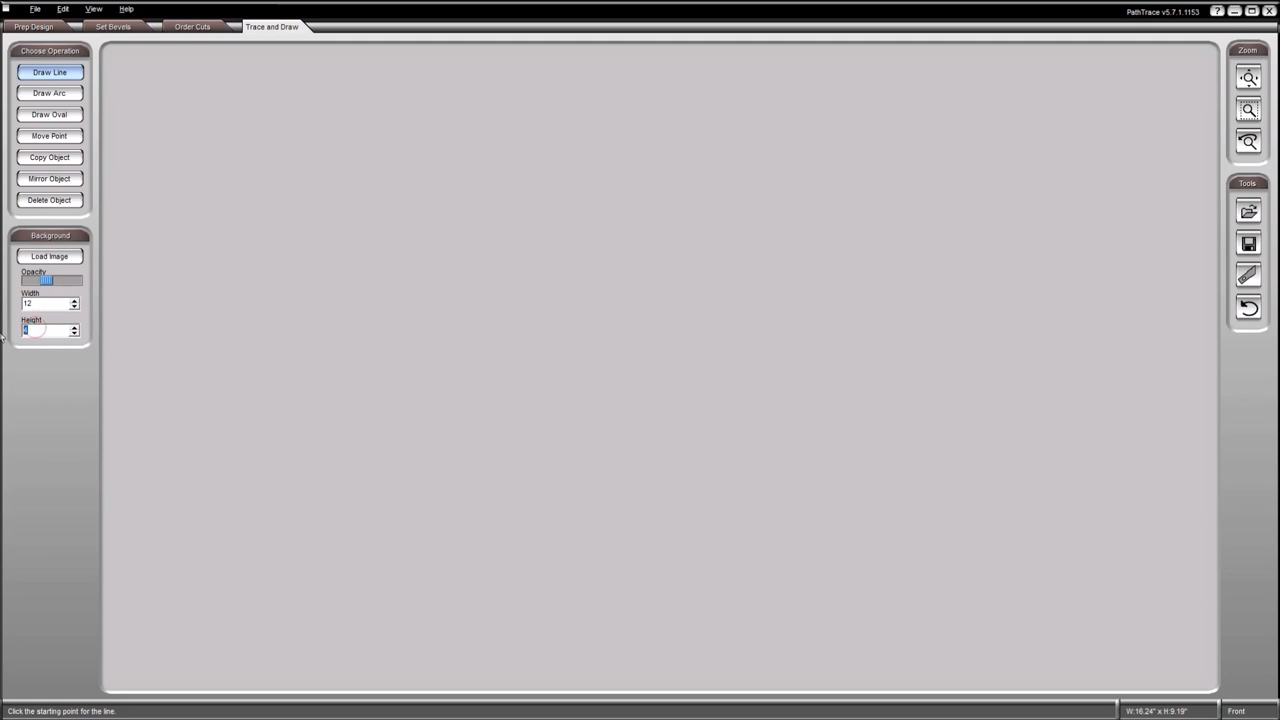 File Edit View Help
PathTrace v5.7.1.1153
?
Prep Design Set Bevels Order Cuts Trace and Draw
Choose Operation
Draw Line
Draw Arc
Draw Oval
Move Point
Copy Object
Mirror Object
Delete Object
Background
Load Image
Opacity
Width
12
Height
Zoom
Tools
Click the starting point for the line.
W:16.24" x H:9.19"
Front